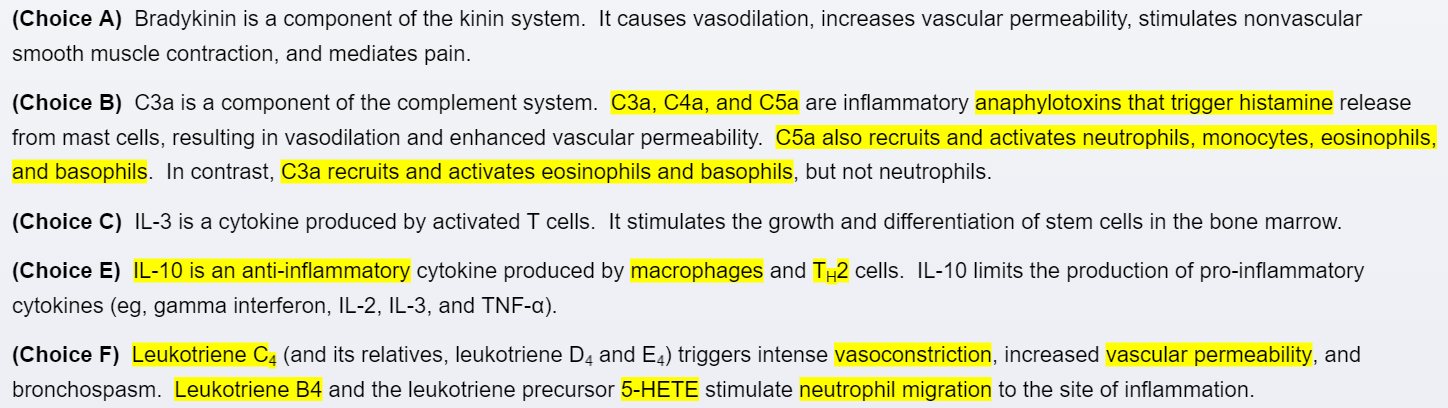 (Choice A) Bradykinin is a component of the kinin system. It causes vasodilation, increases vascular permeability, stimulates nonvascular
smooth muscle contraction, and mediates pain.
(Choice B) C3a is a component of the complement system. C3a, C4a, and C5a are inflammatory anaphylotoxins that trigger histamine release
from mast cells, resulting in vasodilation and enhanced vascular permeability. C5a also recruits and activates neutrophils, monocytes, eosinophils,
and basophils. In contrast, C3a recruits and activates eosinophils and basophils, but not neutrophils.
(Choice C) IL-3 is a cytokine produced by activated T cells. It stimulates the growth and differentiation of stem cells in the bone marrow.
(Choice E) IL-10 is an anti-inflammatory cytokine produced by macrophages and T<sub>H</sub>2 cells. IL-10 limits the production of pro-inflammatory
cytokines (eg, gamma interferon, IL-2, IL-3, and TNF-α).
(Choice F) Leukotriene C₄ (and its relatives, leukotriene D₄ and E₄) triggers intense vasoconstriction, increased vascular permeability, and
bronchospasm. Leukotriene B4 and the leukotriene precursor 5-HETE stimulate neutrophil migration to the site of inflammation.